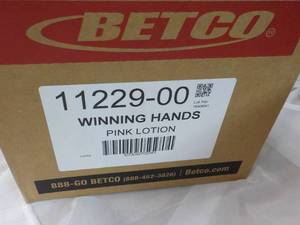 BETCO
11229-00
WINNING HANDS
PINK LOTION
888-GO BETCO (888-462-3826) Betco.com